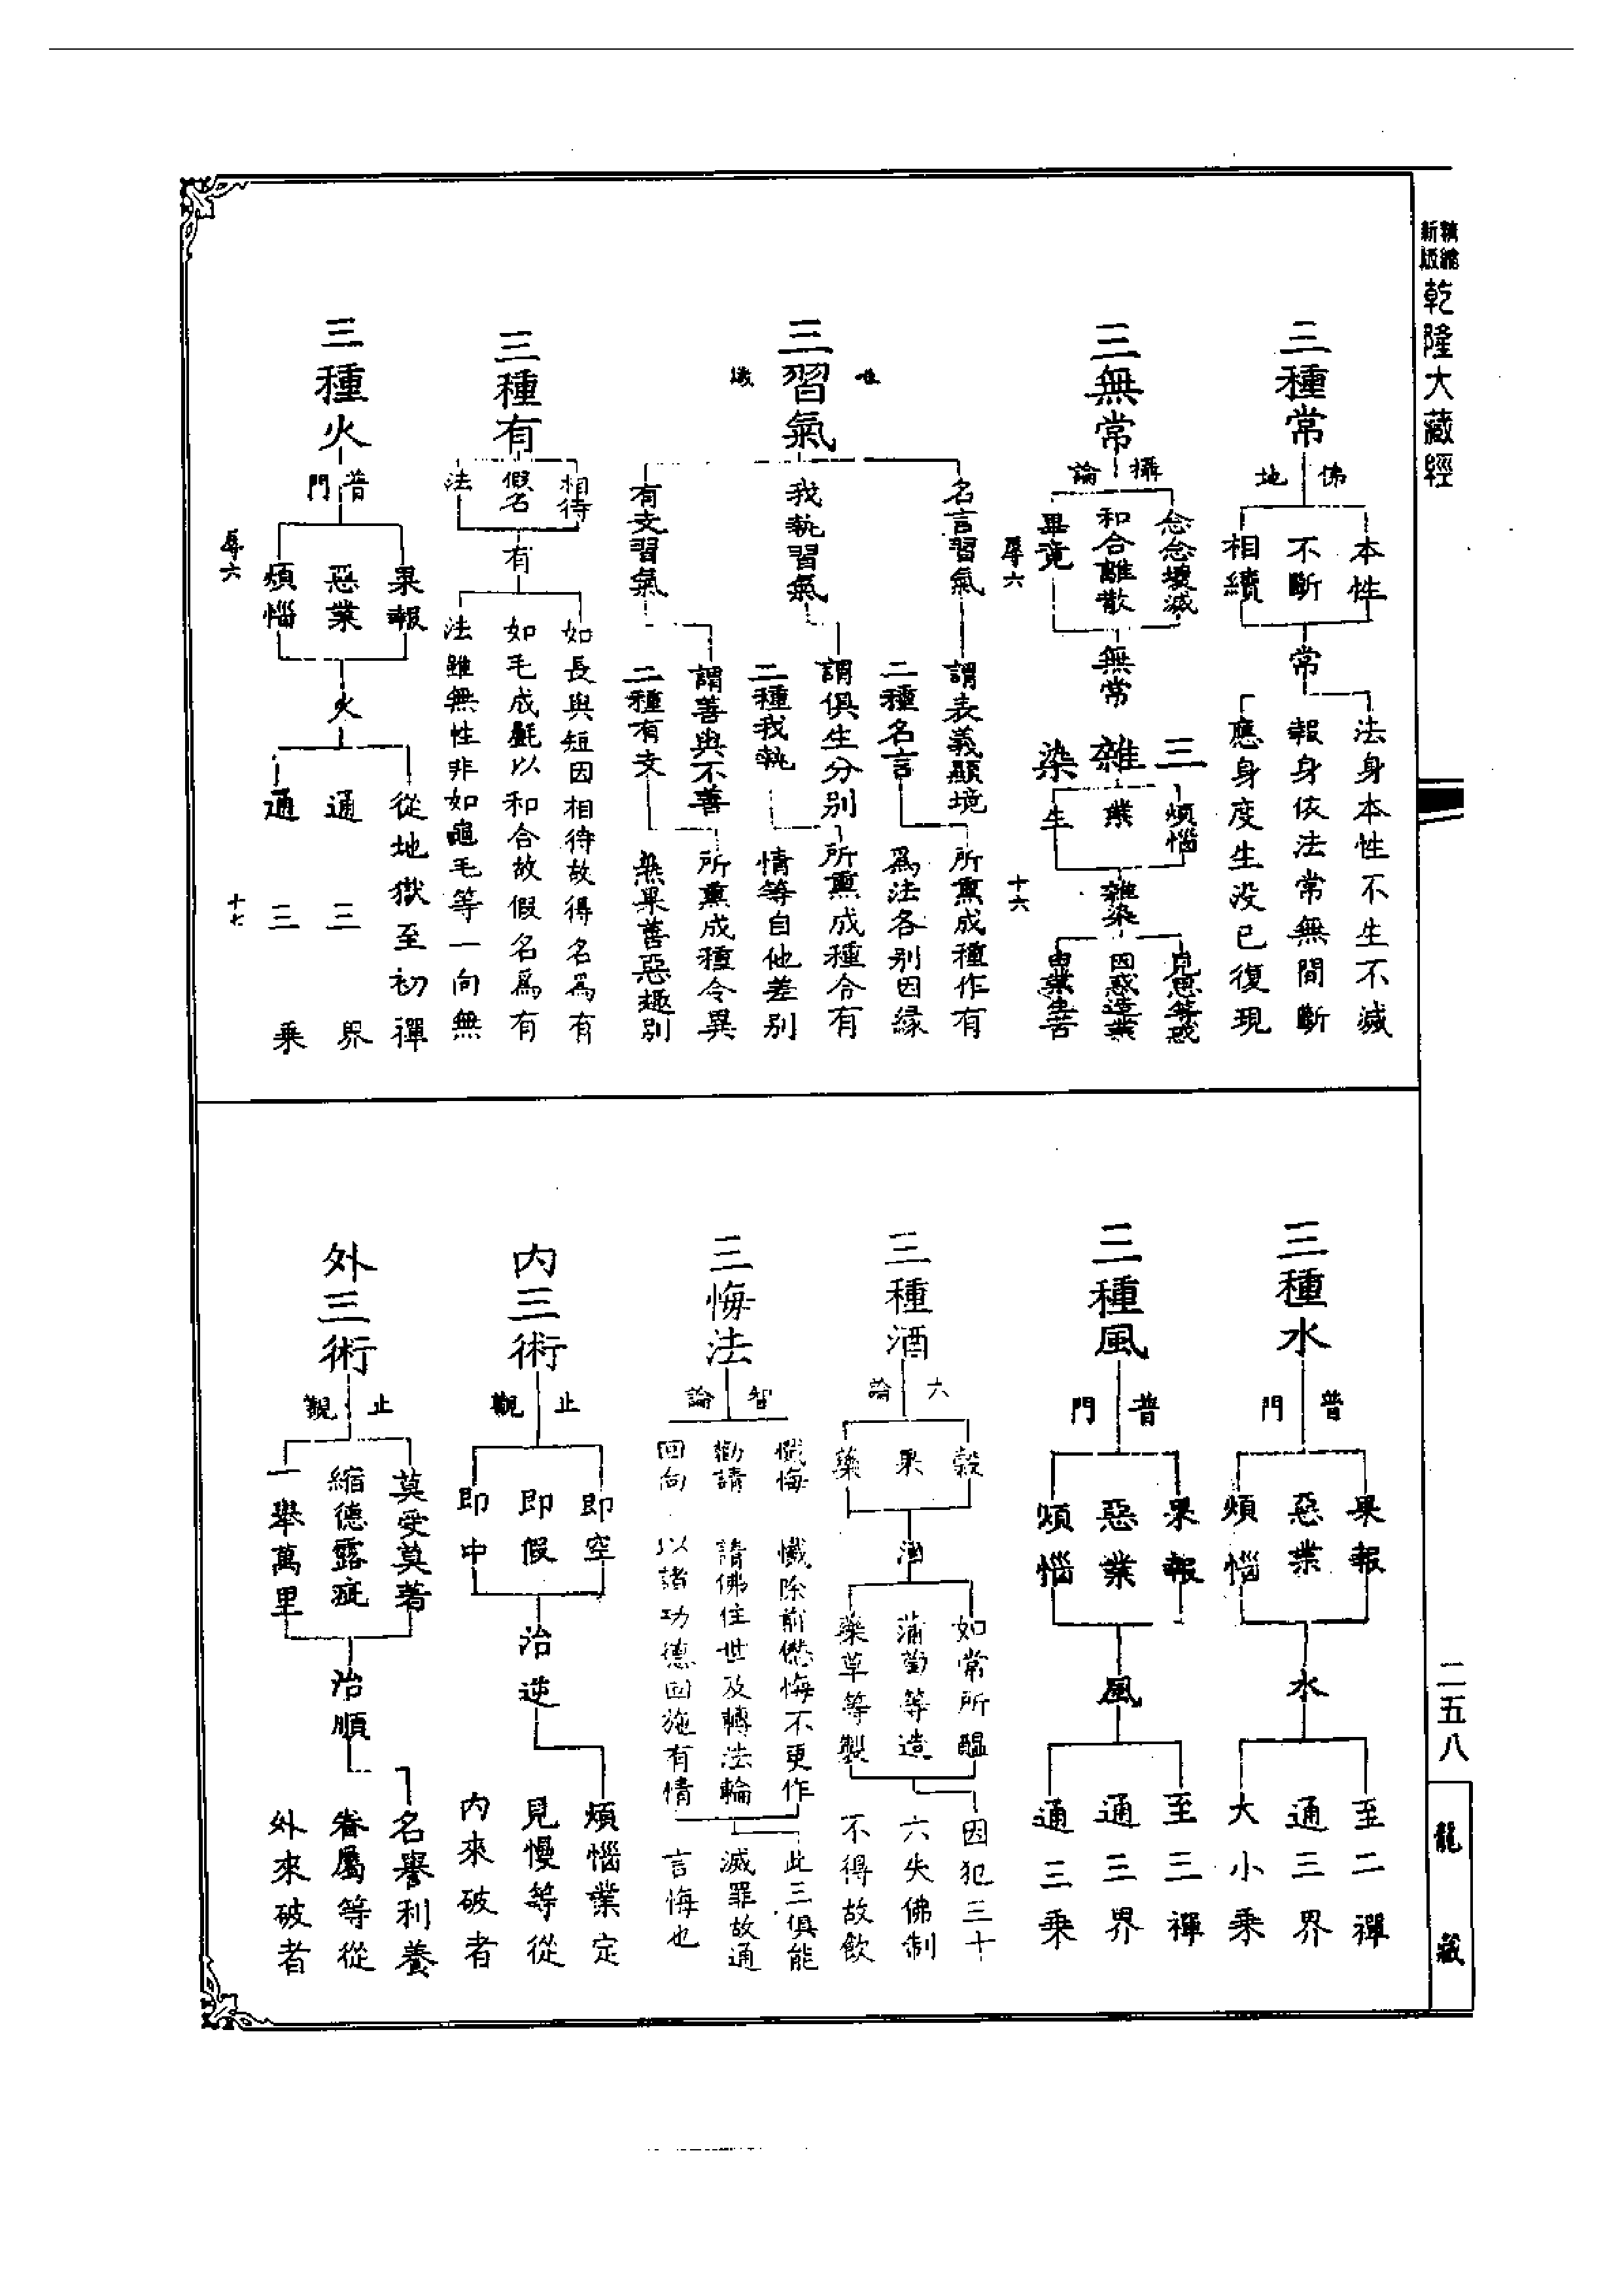 精縮
新版
乾隆大藏經
三種常
佛地
本性
不斷
相續
常
法身本性不生不滅
報身依法常無間斷
應身度生没已復現
三無常
攝論
念念壞滅
和合離散
畢竟
無常
三雜染
煩惱
業
生
雜染
見思等惑
因惑造業
由業生苦
辱六
十六
三習氣
唯識
名言習氣
謂表義顯境
二種名言
所熏成種作有
為法各别因緣
我執習氣
謂俱生分别
二種我執
所熏成種令有
情等自他差别
有支習氣
謂善與不善
二種有支
所熏成種令異
熟果善惡趣别
三種有
相待
假名
法
有
如長與短因相待故得名為有
如毛成㲲以和合故假名為有
法雖無性非如龜毛等一向無
三種火
普門
果報
惡業
煩惱
火
從地獄至初禪
通三界
通三乘
辱六
十七
三種水
普門
果報
惡業
煩惱
水
至二禪
通三界
大小乘
三種風
普門
果報
惡業
煩惱
風
至三禪
通三界
通三乘
三種酒
六論
穀
果
藥
酒
如常所醞
蒲萄等造
藥草等製
因犯三十
六失佛制
不得故飲
三悔法
智論
懺悔
勸請
回向
懺除前愆悔不更作
請佛住世及轉法輪
以諸功德回施有情
此三俱能
滅罪故通
言悔也
内三術
止觀
即空
即假
即中
治逆
煩惱業定
見慢等從
内來破者
外三術
止觀
莫受莫著
縮德露玼
一舉萬里
治順
名譽利養
眷屬等從
外來破者
二五八
龍藏